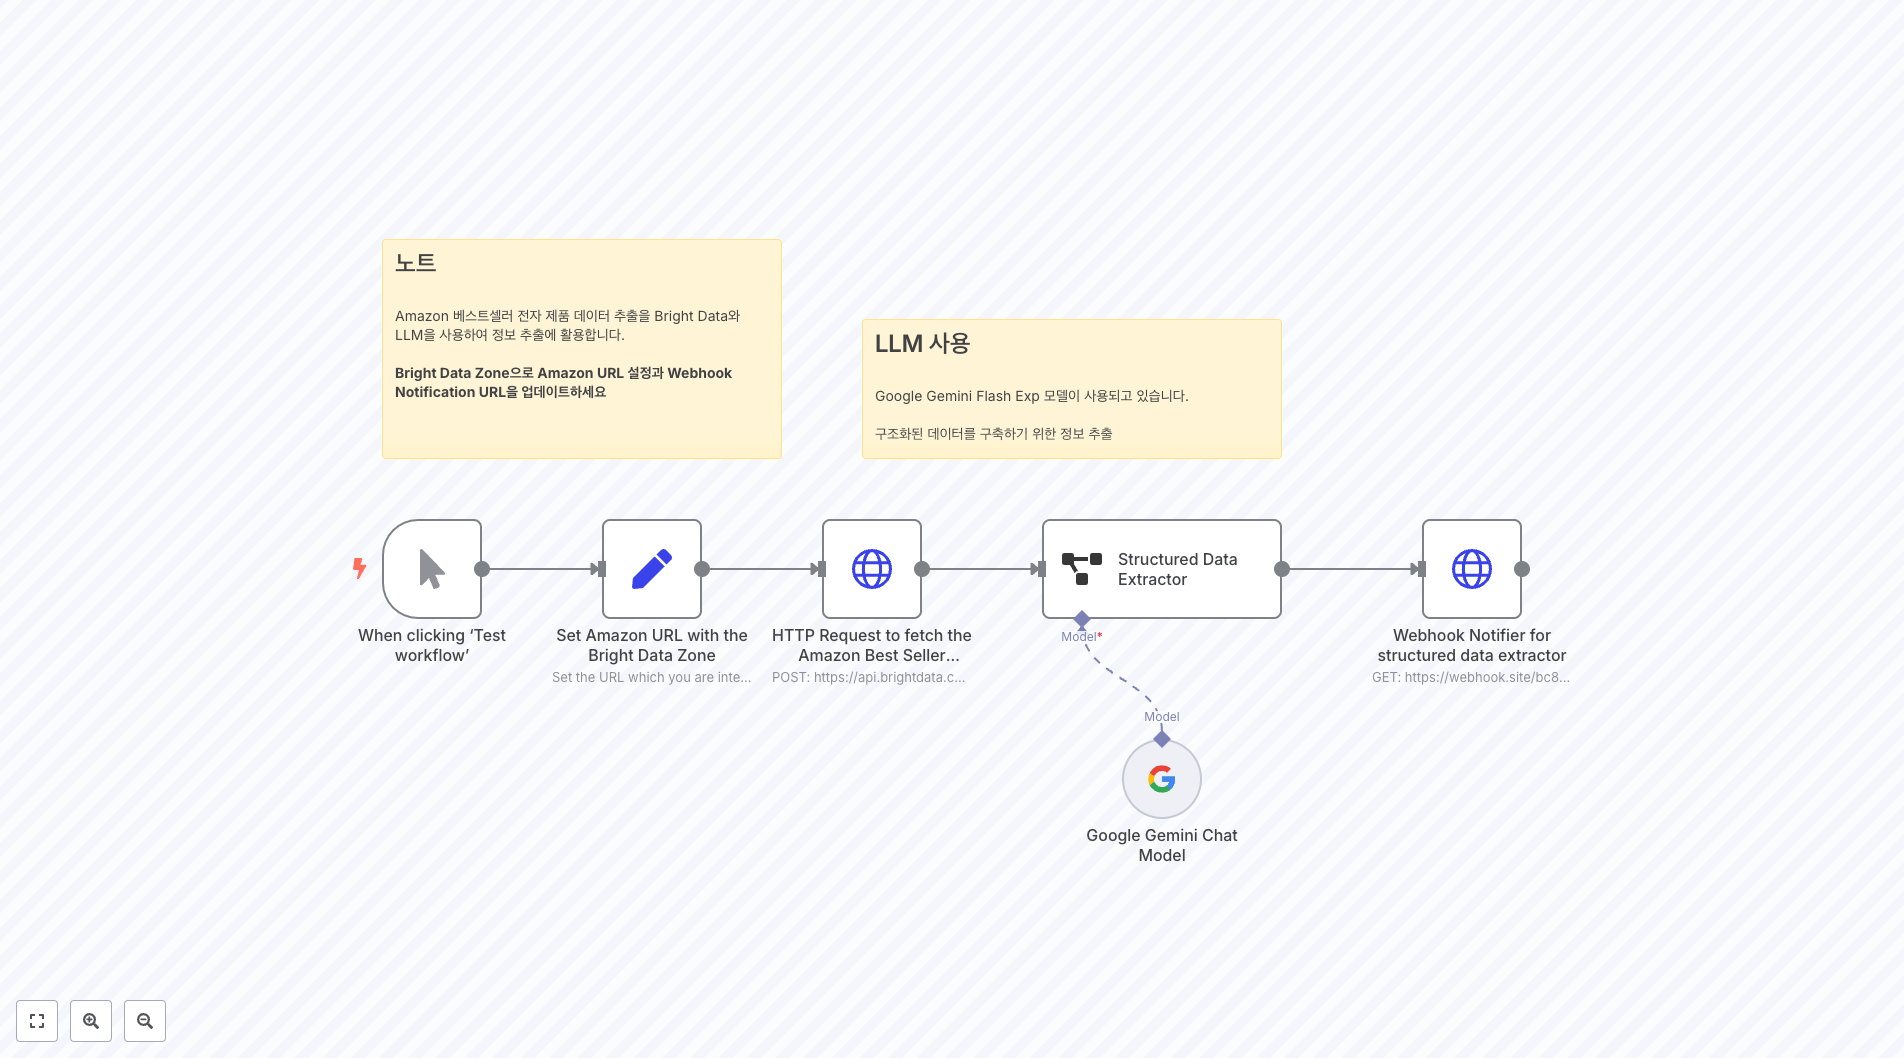 노트
Amazon 베스트셀러 전자 제품 데이터 추출을 Bright Data와
LLM을 사용하여 정보 추출에 활용합니다.
Bright Data Zone으로 Amazon URL 설정과 Webhook
Notification URL을 업데이트하세요
LLM 사용
Google Gemini Flash Exp 모델이 사용되고 있습니다.
구조화된 데이터를 구축하기 위한 정보 추출
Structured Data
Extractor
When clicking ‘Test
workflow’
Set Amazon URL with the
Bright Data Zone
Set the URL which you are inte...
HTTP Request to fetch the
Amazon Best Seller...
POST: https://api.brightdata.c...
Model*
Webhook Notifier for
structured data extractor
GET: https://webhook.site/bc8...
Model
Google Gemini Chat
Model